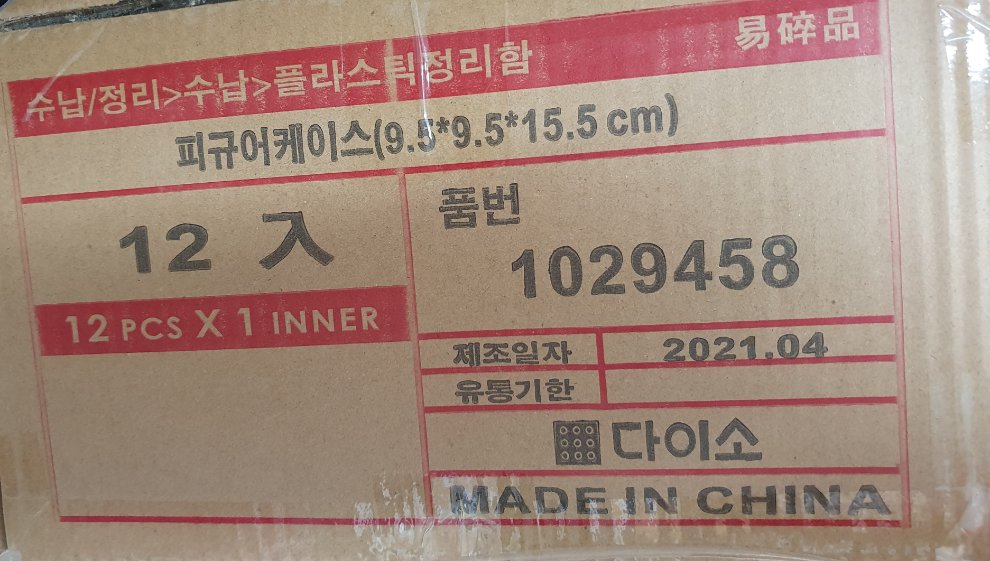 易碎品
수납/정리>수납>플라스틱정리함
피규어케이스(9.5*9.5*15.5cm)
12 入
12 PCS X 1 INNER
품번
1029458
제조일자 2021.04
유통기한
다이소
MADE IN CHINA